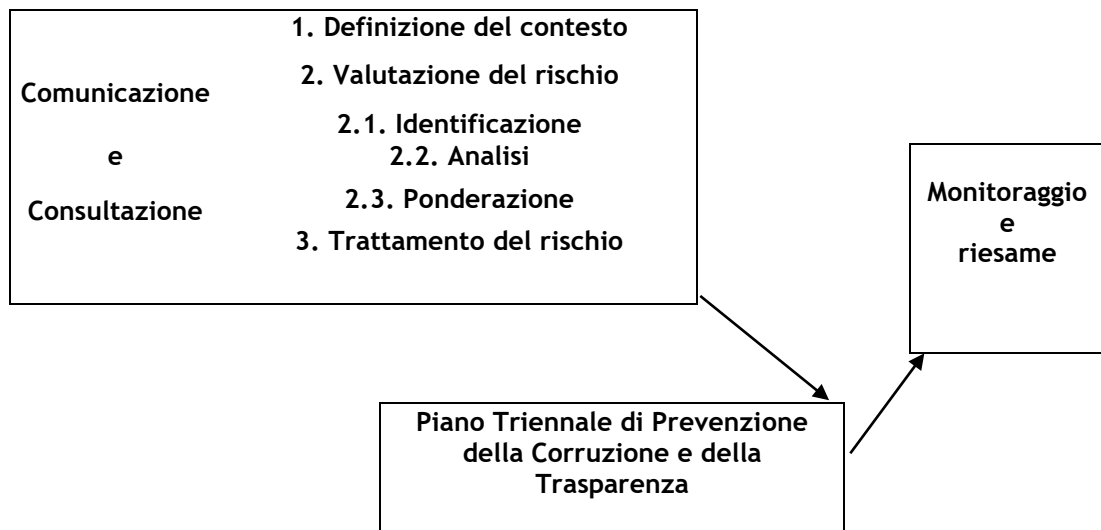 1. Definizione del contesto
2. Valutazione del rischio
Comunicazione
e
Consultazione
2.1. Identificazione
2.2. Analisi
2.3. Ponderazione
3. Trattamento del rischio
Monitoraggio
e
riesame
Piano Triennale di Prevenzione
della Corruzione e della
Trasparenza